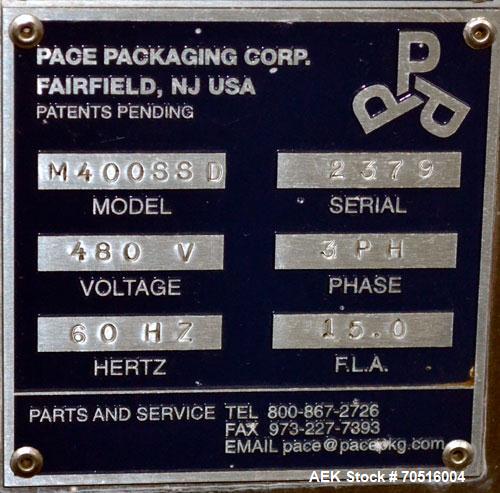 PACE PACKAGING CORP.
FAIRFIELD, NJ USA
PATENTS PENDING
PPP
M400SSD 2379
MODEL SERIAL
480 V 3 PH
VOLTAGE PHASE
60 HZ 15.0
HERTZ F.L.A.
PARTS AND SERVICE TEL 800-867-2726
FAX 973-227-7393
EMAIL pace@pacepkg.com
AEK Stock # 70516004